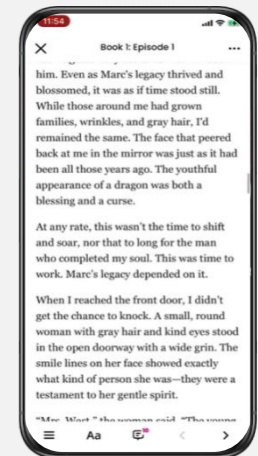 11:54
Book 1: Episode 1
him. Even as Marc's legacy thrived and
blossomed, it was as if time stood still.
While those around me had grown
families, wrinkles, and gray hair, I'd
remained the same. The face that peered
back at me in the mirror was just as it had
been all those years ago. The youthful
appearance of a dragon was both a
blessing and a curse.
At any rate, this wasn't the time to shift
and soar, nor that to long for the man
who completed my soul. This was time to
work. Marc's legacy depended on it.
When I reached the front door, I didn't
get the chance to knock. A small, round
woman with gray hair and kind eyes stood
in the open doorway with a wide grin. The
smile lines on her face showed exactly
what kind of person she was—they were a
testament to her gentle spirit.
"Mrs. West," the woman said. "The young
Aa